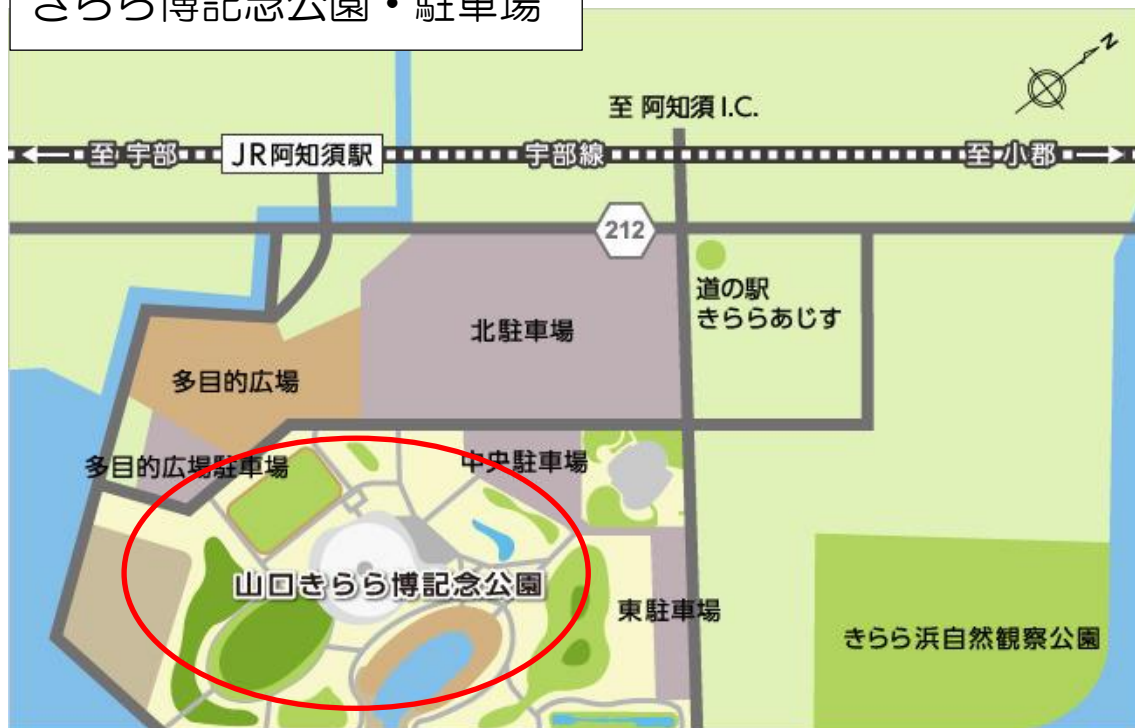 きらら博記念公園・駐車場
N
至 阿知須 I.C.
至 宇部
JR阿知須駅
宇部線
至 小郡
212
道の駅
きららあじす
北駐車場
多目的広場
多目的広場駐車場
中央駐車場
山口きらら博記念公園
東駐車場
きらら浜自然観察公園